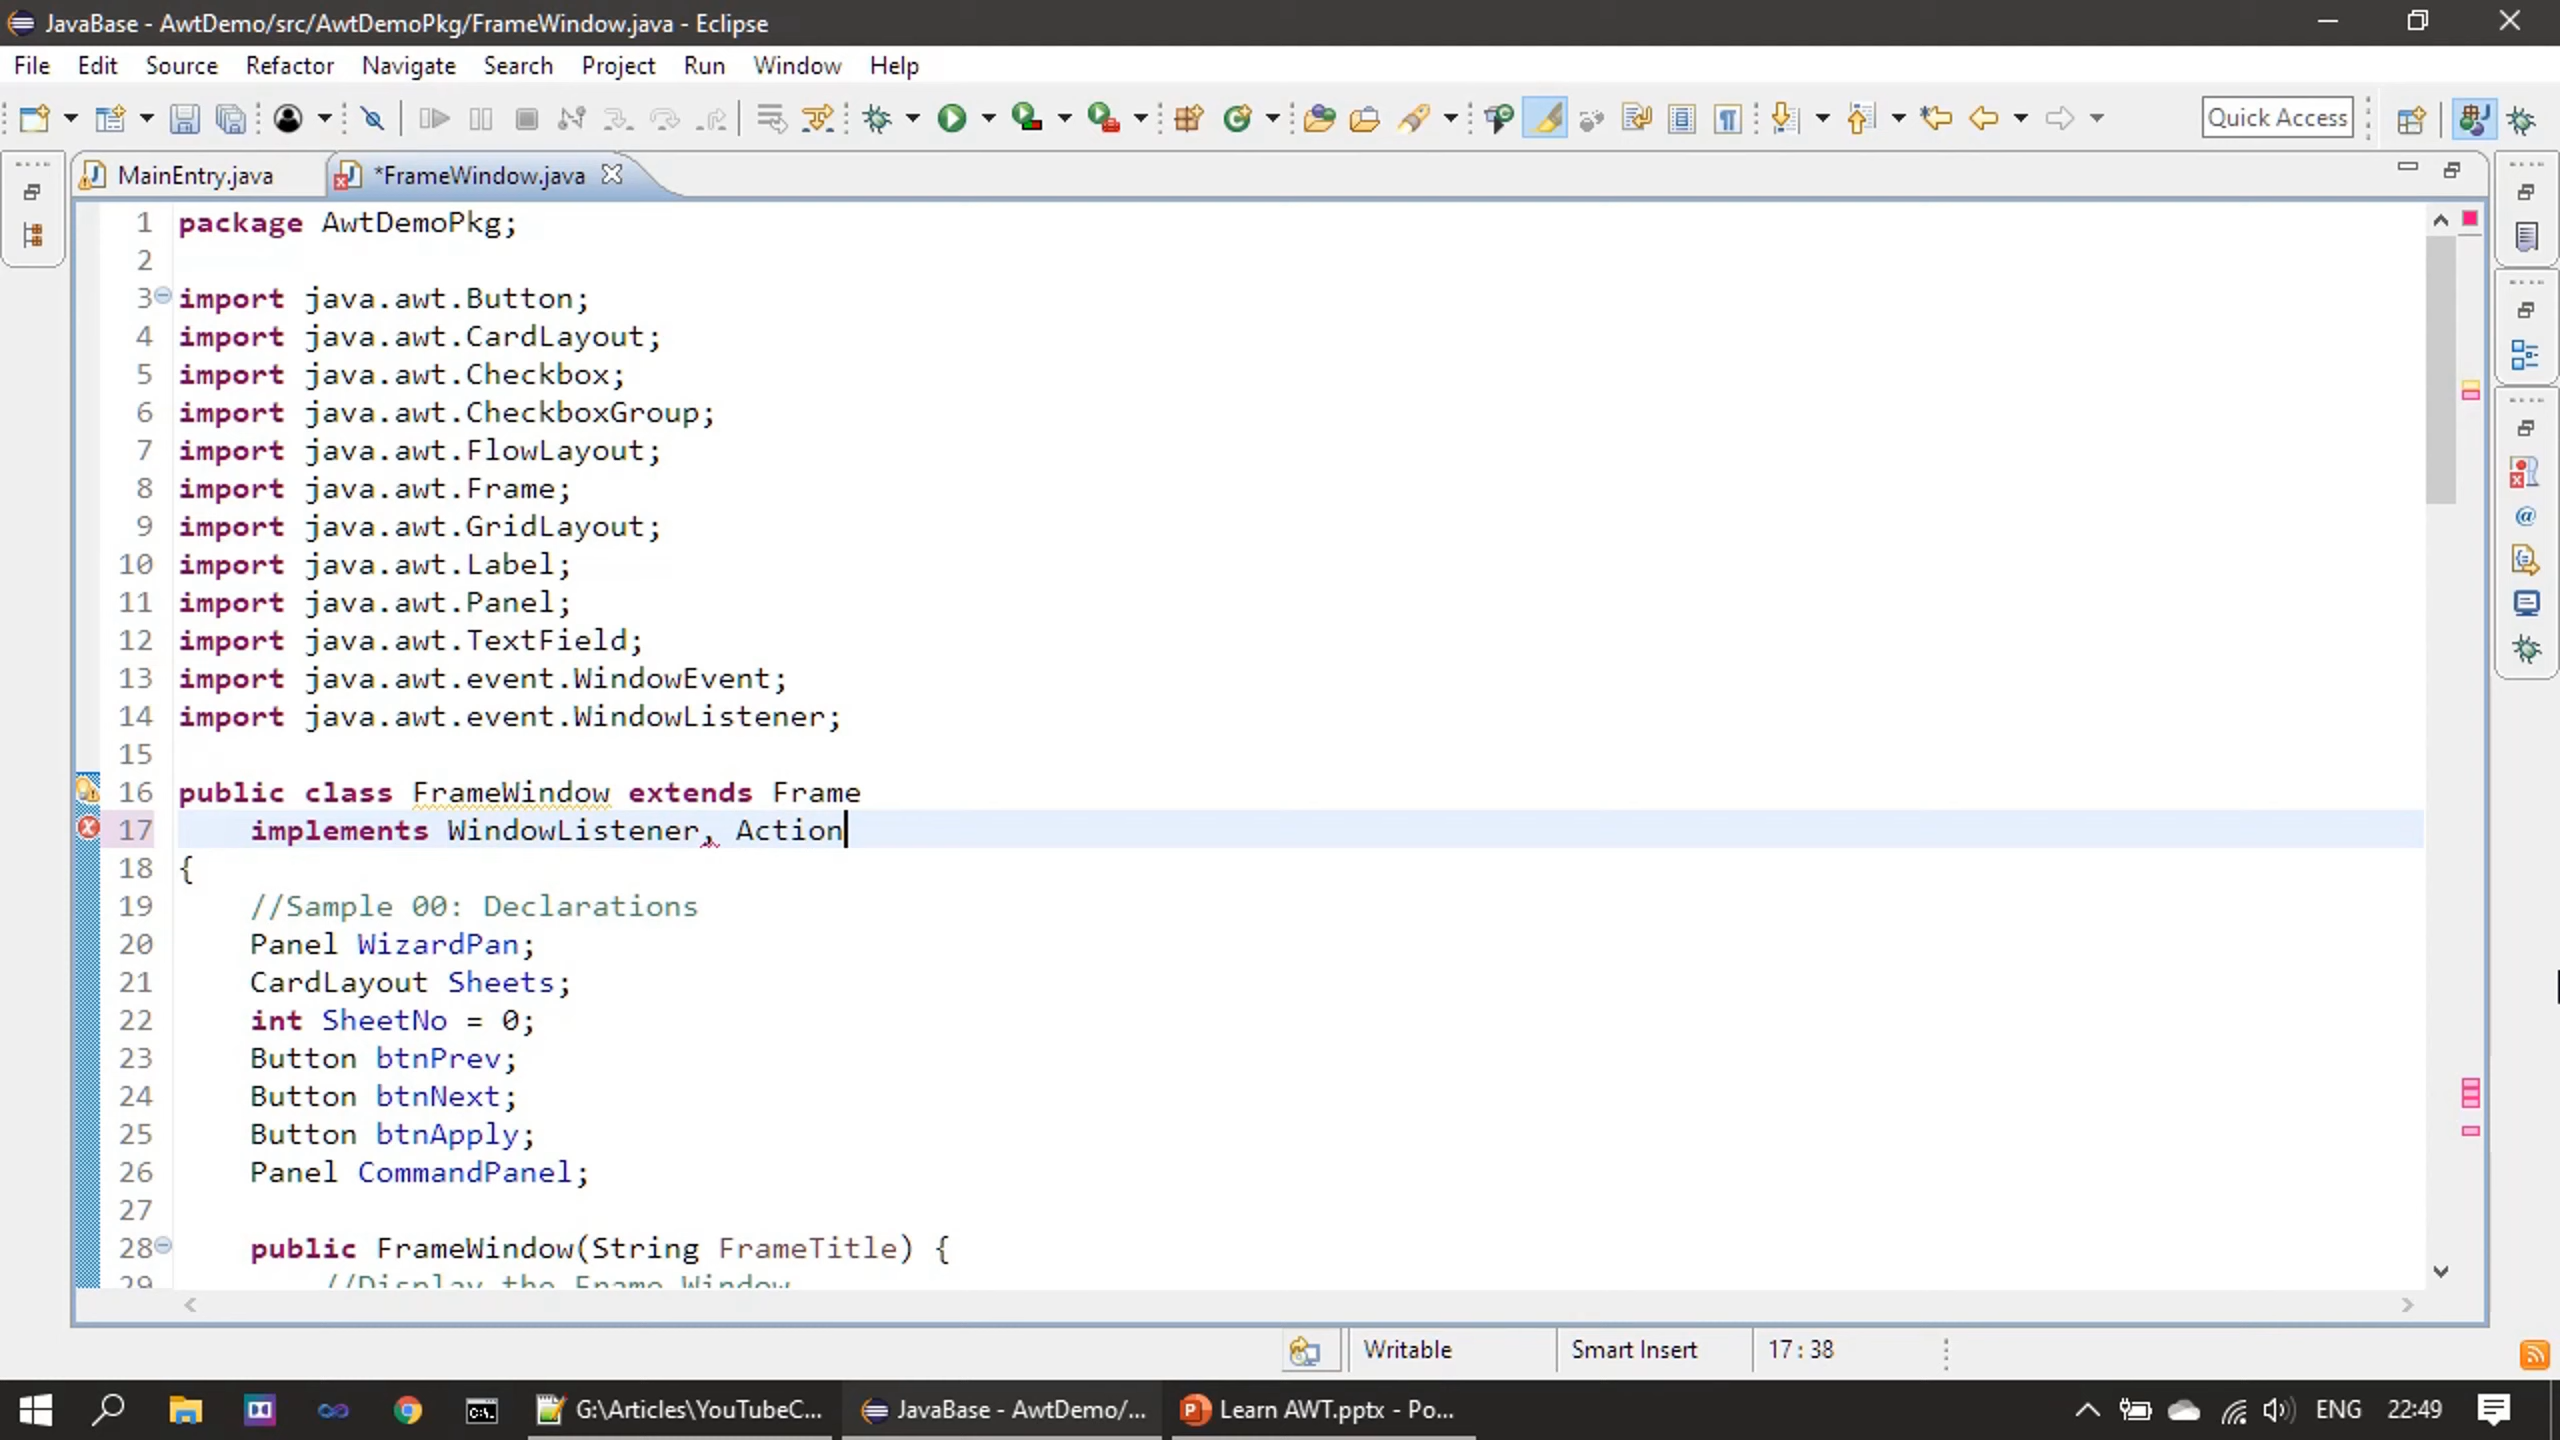 JavaBase - AwtDemo/src/AwtDemoPkg/FrameWindow.java - Eclipse
File Edit Source Refactor Navigate Search Project Run Window Help
Quick Access
MainEntry.java *FrameWindow.java
1 package AwtDemoPkg;
2
3 import java.awt.Button;
4 import java.awt.CardLayout;
5 import java.awt.Checkbox;
6 import java.awt.CheckboxGroup;
7 import java.awt.FlowLayout;
8 import java.awt.Frame;
9 import java.awt.GridLayout;
10 import java.awt.Label;
11 import java.awt.Panel;
12 import java.awt.TextField;
13 import java.awt.event.WindowEvent;
14 import java.awt.event.WindowListener;
15
16 public class FrameWindow extends Frame
17 implements WindowListener, Action
18 {
19 //Sample 00: Declarations
20 Panel WizardPan;
21 CardLayout Sheets;
22 int SheetNo = 0;
23 Button btnPrev;
24 Button btnNext;
25 Button btnApply;
26 Panel CommandPanel;
27
28 public FrameWindow(String FrameTitle) {
29 //Display the Frame Window
Writable Smart Insert 17 : 38
G:\Articles\YouTubeC... JavaBase - AwtDemo/... Learn AWT.pptx - Po... ENG 22:49